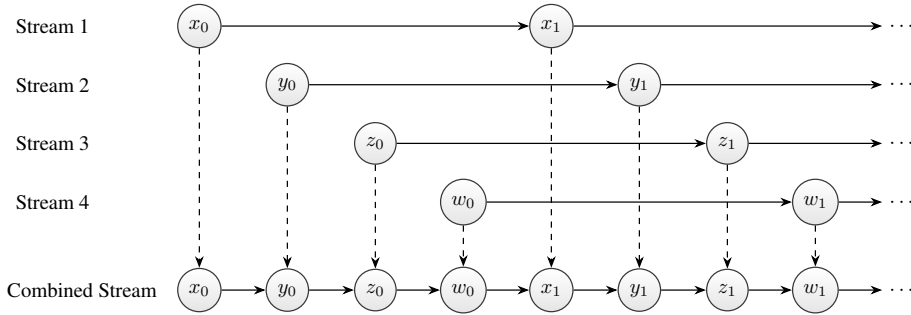 Stream 1 x₀ x₁ ···
Stream 2 y₀ y₁ ···
Stream 3 z₀ z₁ ···
Stream 4 w₀ w₁ ···
Combined Stream x₀ y₀ z₀ w₀ x₁ y₁ z₁ w₁ ···